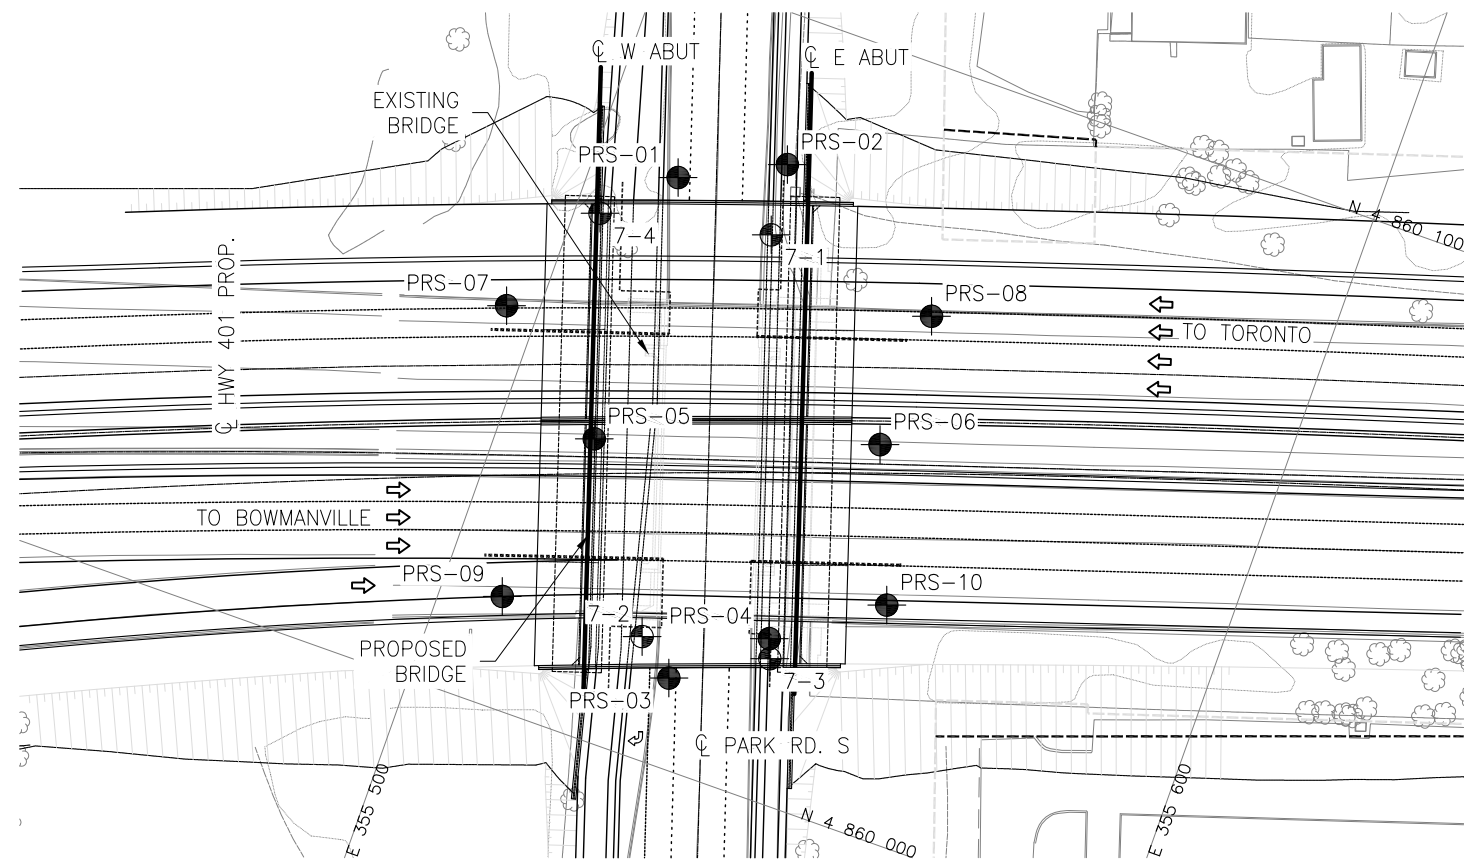 ℄ W ABUT
℄ E ABUT
EXISTING
BRIDGE
PRS-01
PRS-02
7-4
7-1
N 4 860 100
PRS-07
PRS-08
℄ HWY 401 PROP.
TO TORONTO
PRS-05
PRS-06
TO BOWMANVILLE
PRS-09
PRS-10
7-2
PRS-04
PROPOSED
BRIDGE
7-3
PRS-03
℄ PARK RD. S
E 355 500
N 4 860 000
E 355 600